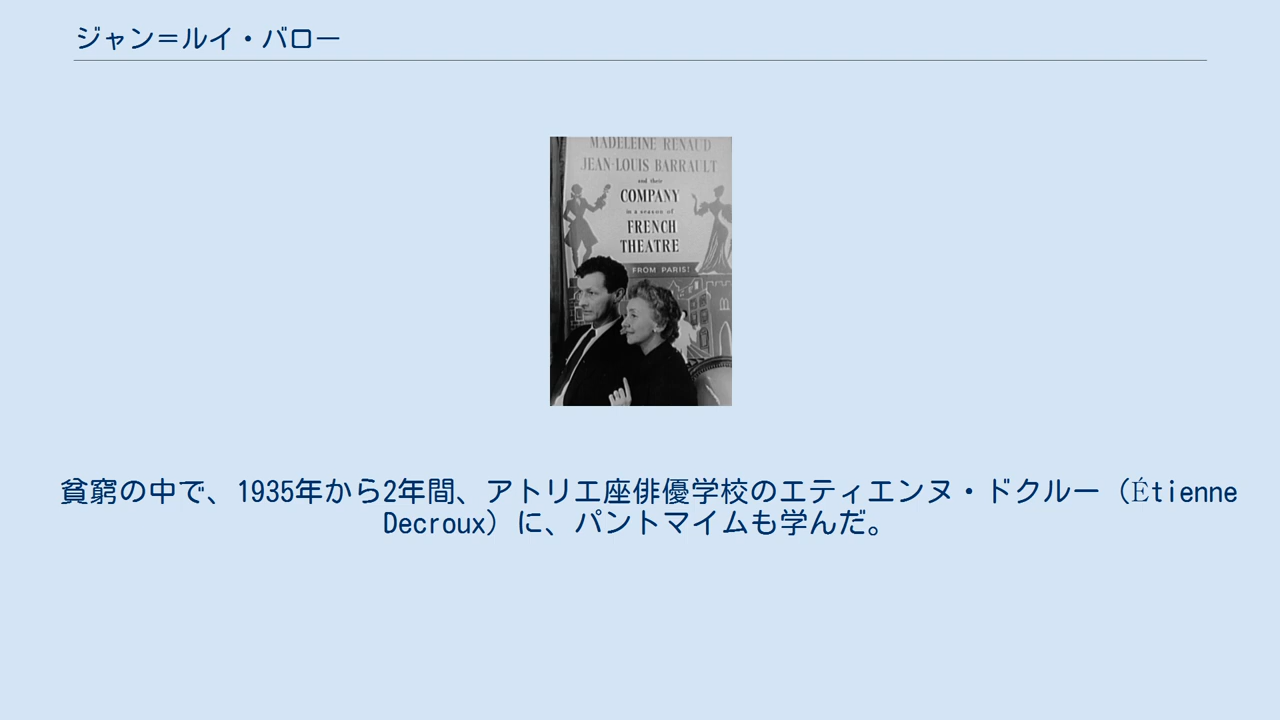 ジャン＝ルイ・バロー
MADELEINE RENAUD
JEAN-LOUIS BARRAULT
and their
COMPANY
in a season of
FRENCH
THEATRE
FROM PARIS!
貧窮の中で、1935年から2年間、アトリエ座俳優学校のエティエンヌ・ドクルー（Étienne
Decroux）に、パントマイムも学んだ。